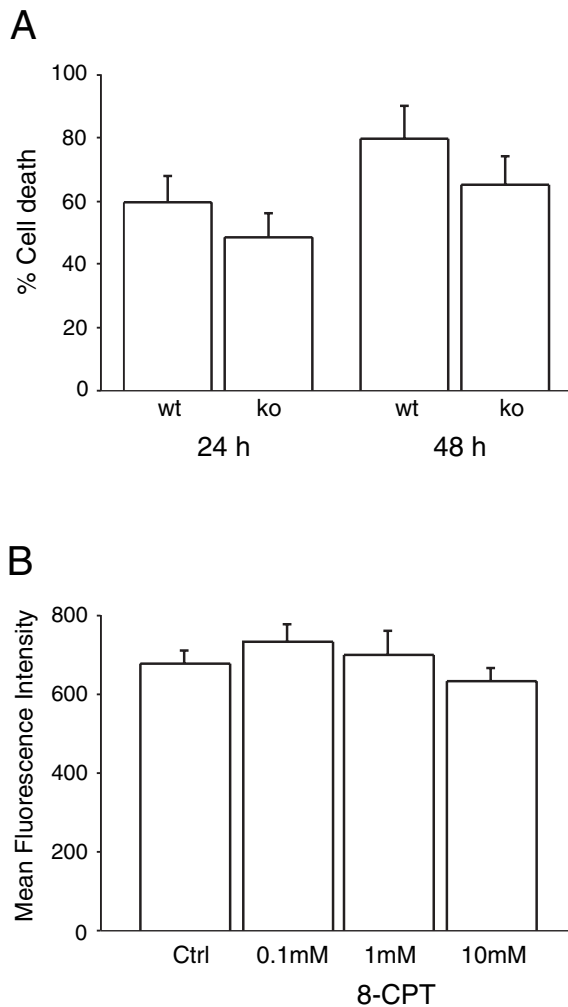 A
% Cell death
100
80
60
40
20
0
wt ko wt ko
24 h 48 h
B
Mean Fluorescence Intensity
800
600
400
200
0
Ctrl 0.1mM 1mM 10mM
8-CPT